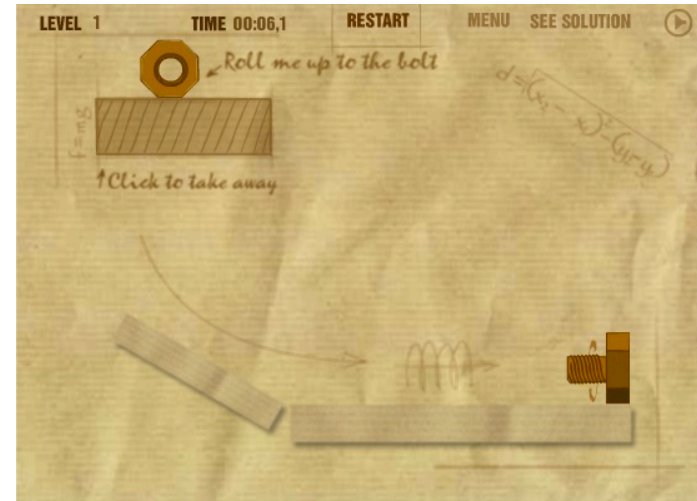 LEVEL 1 TIME 00:06,1 RESTART MENU SEE SOLUTION
Roll me up to the bolt
f=mg
↑Click to take away